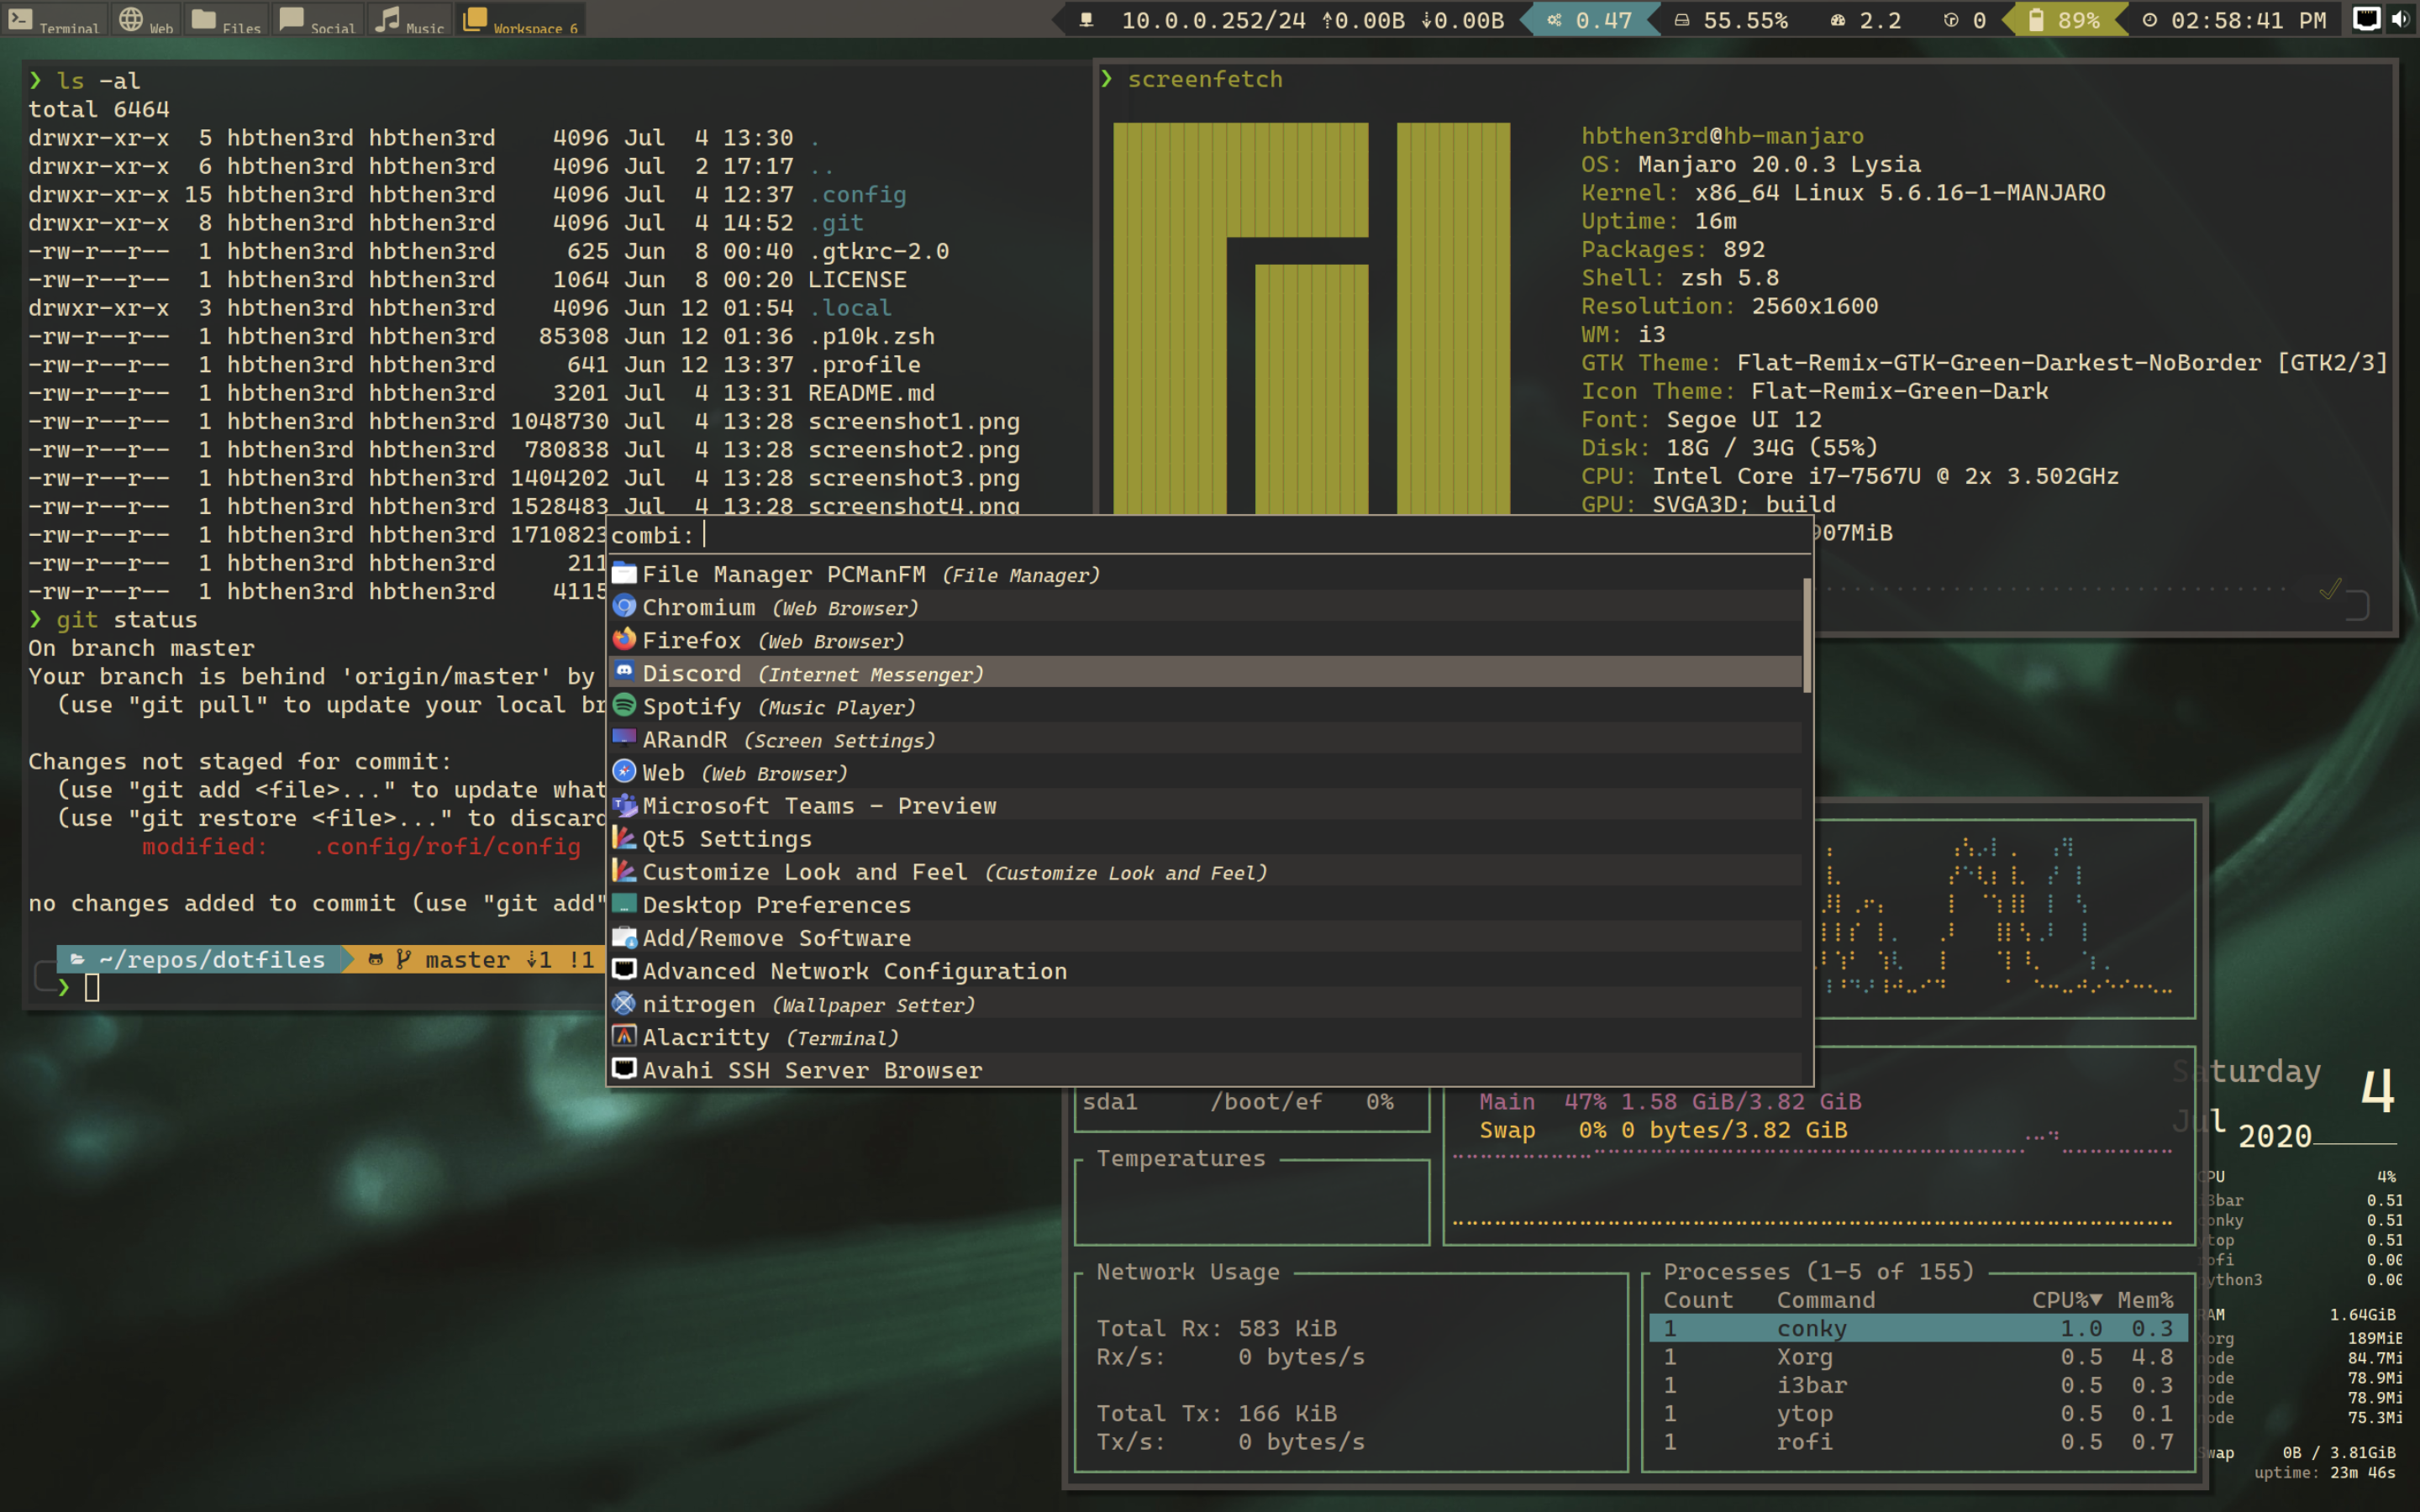 Terminal Web Files Social Music Workspace 6
10.0.0.252/24 ⇡0.00B ⇣0.00B 0.47 55.55% 2.2 0 89% 02:58:41 PM
❯ ls -al
total 6464
drwxr-xr-x 5 hbthen3rd hbthen3rd 4096 Jul 4 13:30 .
drwxr-xr-x 6 hbthen3rd hbthen3rd 4096 Jul 2 17:17 ..
drwxr-xr-x 15 hbthen3rd hbthen3rd 4096 Jul 4 12:37 .config
drwxr-xr-x 8 hbthen3rd hbthen3rd 4096 Jul 4 14:52 .git
-rw-r--r-- 1 hbthen3rd hbthen3rd 625 Jun 8 00:40 .gtkrc-2.0
-rw-r--r-- 1 hbthen3rd hbthen3rd 1064 Jun 8 00:20 LICENSE
drwxr-xr-x 3 hbthen3rd hbthen3rd 4096 Jun 12 01:54 .local
-rw-r--r-- 1 hbthen3rd hbthen3rd 85308 Jun 12 01:36 .p10k.zsh
-rw-r--r-- 1 hbthen3rd hbthen3rd 641 Jun 12 13:37 .profile
-rw-r--r-- 1 hbthen3rd hbthen3rd 3201 Jul 4 13:31 README.md
-rw-r--r-- 1 hbthen3rd hbthen3rd 1048730 Jul 4 13:28 screenshot1.png
-rw-r--r-- 1 hbthen3rd hbthen3rd 780838 Jul 4 13:28 screenshot2.png
-rw-r--r-- 1 hbthen3rd hbthen3rd 1404202 Jul 4 13:28 screenshot3.png
-rw-r--r-- 1 hbthen3rd hbthen3rd 1528483 Jul 4 13:28 screenshot4.png
-rw-r--r-- 1 hbthen3rd hbthen3rd 1710823
-rw-r--r-- 1 hbthen3rd hbthen3rd 211
-rw-r--r-- 1 hbthen3rd hbthen3rd 4115
❯ git status
On branch master
Your branch is behind 'origin/master' by
(use "git pull" to update your local br
Changes not staged for commit:
(use "git add <file>..." to update what
(use "git restore <file>..." to discard
modified: .config/rofi/config
no changes added to commit (use "git add"
~/repos/dotfiles master ⇣1 !1
❯
❯ screenfetch
hbthen3rd@hb-manjaro
OS: Manjaro 20.0.3 Lysia
Kernel: x86_64 Linux 5.6.16-1-MANJARO
Uptime: 16m
Packages: 892
Shell: zsh 5.8
Resolution: 2560x1600
WM: i3
GTK Theme: Flat-Remix-GTK-Green-Darkest-NoBorder [GTK2/3]
Icon Theme: Flat-Remix-Green-Dark
Font: Segoe UI 12
Disk: 18G / 34G (55%)
CPU: Intel Core i7-7567U @ 2x 3.502GHz
GPU: SVGA3D; build
907MiB
combi:
File Manager PCManFM (File Manager)
Chromium (Web Browser)
Firefox (Web Browser)
Discord (Internet Messenger)
Spotify (Music Player)
ARandR (Screen Settings)
Web (Web Browser)
Microsoft Teams - Preview
Qt5 Settings
Customize Look and Feel (Customize Look and Feel)
Desktop Preferences
Add/Remove Software
Advanced Network Configuration
nitrogen (Wallpaper Setter)
Alacritty (Terminal)
Avahi SSH Server Browser
sda1 /boot/ef 0%
Main 47% 1.58 GiB/3.82 GiB
Swap 0% 0 bytes/3.82 GiB
Temperatures
Network Usage
Total Rx: 583 KiB
Rx/s: 0 bytes/s
Total Tx: 166 KiB
Tx/s: 0 bytes/s
Processes (1-5 of 155)
Count Command CPU%▼ Mem%
1 conky 1.0 0.3
1 Xorg 0.5 4.8
1 i3bar 0.5 0.3
1 ytop 0.5 0.1
1 rofi 0.5 0.7
Saturday 4
Jul 2020
CPU 4%
i3bar 0.51
conky 0.51
ytop 0.51
rofi 0.00
python3 0.00
RAM 1.64GiB
Xorg 189MiB
node 84.7Mi
node 78.9Mi
node 78.9Mi
node 75.3Mi
Swap 0B / 3.81GiB
uptime: 23m 46s